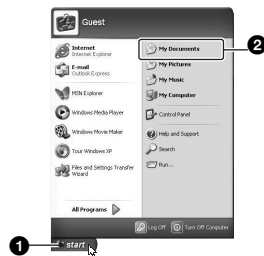 Guest
Internet
Internet Explorer
E-mail
Outlook Express
MSN Explorer
Windows Media Player
Windows Movie Maker
Tour Windows XP
Files and Settings Transfer
Wizard
All Programs
My Documents
My Pictures
My Music
My Computer
Control Panel
Help and Support
Search
Run...
Log Off
Turn Off Computer
start
1
2